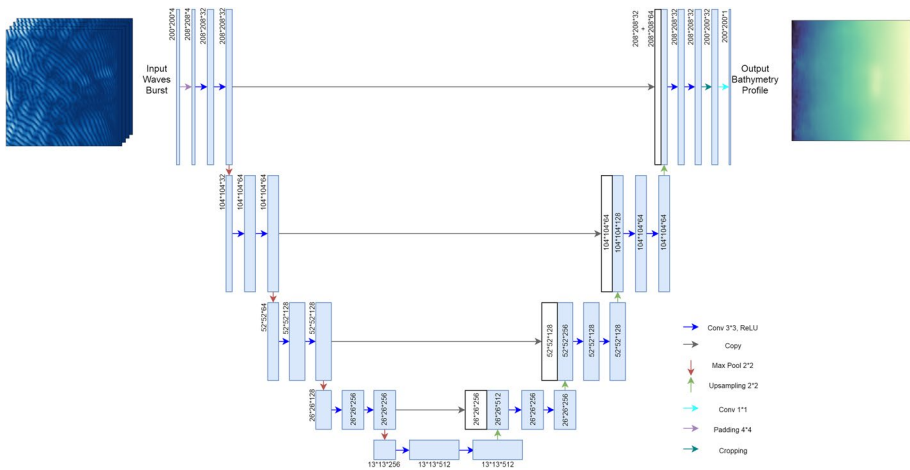 200*200*4
208*208*4
208*208*32
208*208*32
208*208*32
+
208*208*64
208*208*32
208*208*32
200*200*32
200*200*1
Input
Waves
Burst
Output
Bathymetry
Profile
104*104*32
104*104*64
104*104*64
104*104*64
104*104*128
104*104*64
104*104*64
52*52*64
52*52*128
52*52*128
52*52*128
52*52*256
52*52*128
52*52*128
26*26*128
26*26*256
26*26*256
26*26*256
26*26*512
26*26*256
26*26*256
13*13*256
13*13*512
13*13*512
Conv 3*3, ReLU
Copy
Max Pool 2*2
Upsampling 2*2
Conv 1*1
Padding 4*4
Cropping